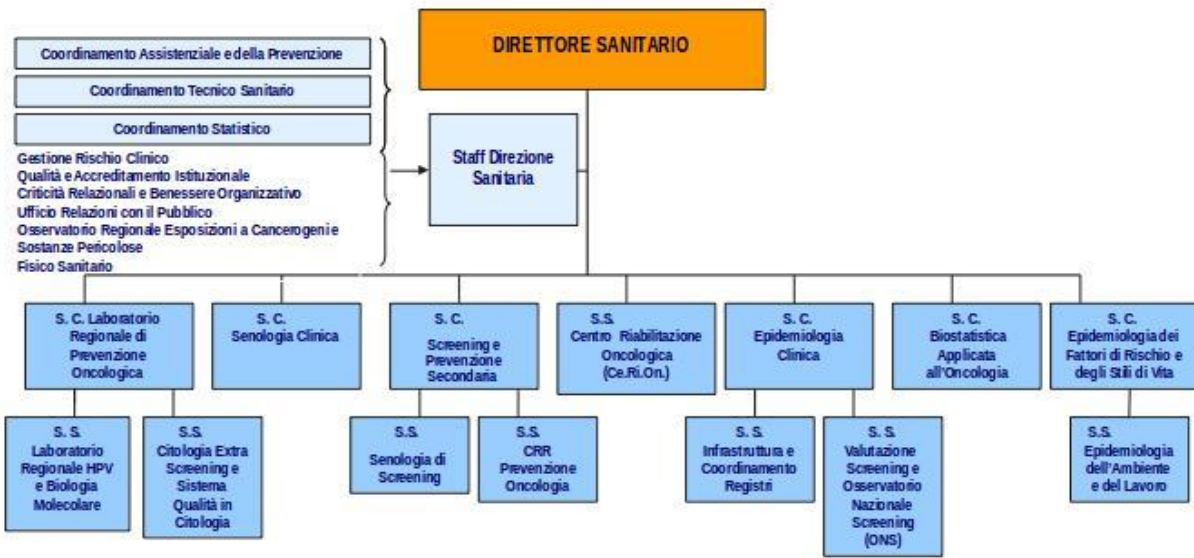 DIRETTORE SANITARIO
Coordinamento Assistenziale e della Prevenzione
Coordinamento Tecnico Sanitario
Coordinamento Statistico
Gestione Rischio Clinico
Qualità e Accreditamento Istituzionale
Criticità Relazionali e Benessere Organizzativo
Ufficio Relazioni con il Pubblico
Osservatorio Regionale Esposizioni a Cancerogeni e
Sostanze Pericolose
Fisico Sanitario
Staff Direzione
Sanitaria
S. C. Laboratorio
Regionale di
Prevenzione
Oncologica
S. C.
Senologia Clinica
S. C.
Screening e
Prevenzione
Secondaria
S.S.
Centro Riabilitazione
Oncologica
(Ce.Ri.On.)
S. C.
Epidemiologia
Clinica
S. C.
Biostatistica
Applicata
all'Oncologia
S. C.
Epidemiologia dei
Fattori di Rischio e
degli Stili di Vita
S. S.
Laboratorio
Regionale HPV
e Biologia
Molecolare
S.S.
Citologia Extra
Screening e
Sistema
Qualità in
Citologia
S.S.
Senologia di
Screening
S.S.
CRR
Prevenzione
Oncologia
S. S.
Infrastruttura e
Coordinamento
Registri
S. S.
Valutazione
Screening e
Osservatorio
Nazionale
Screening
(ONS)
S.S.
Epidemiologia
dell'Ambiente
e del Lavoro